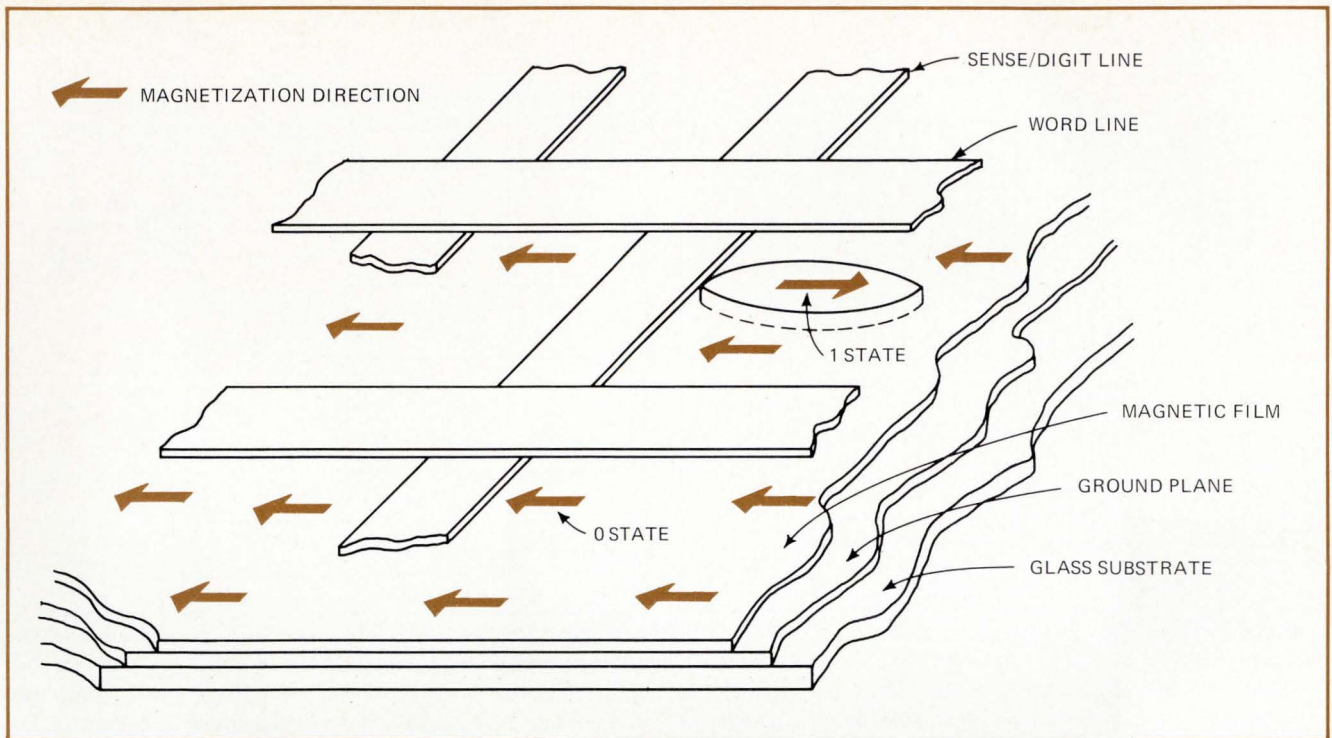 SENSE/DIGIT LINE
MAGNETIZATION DIRECTION
WORD LINE
1 STATE
MAGNETIC FILM
GROUND PLANE
0 STATE
GLASS SUBSTRATE